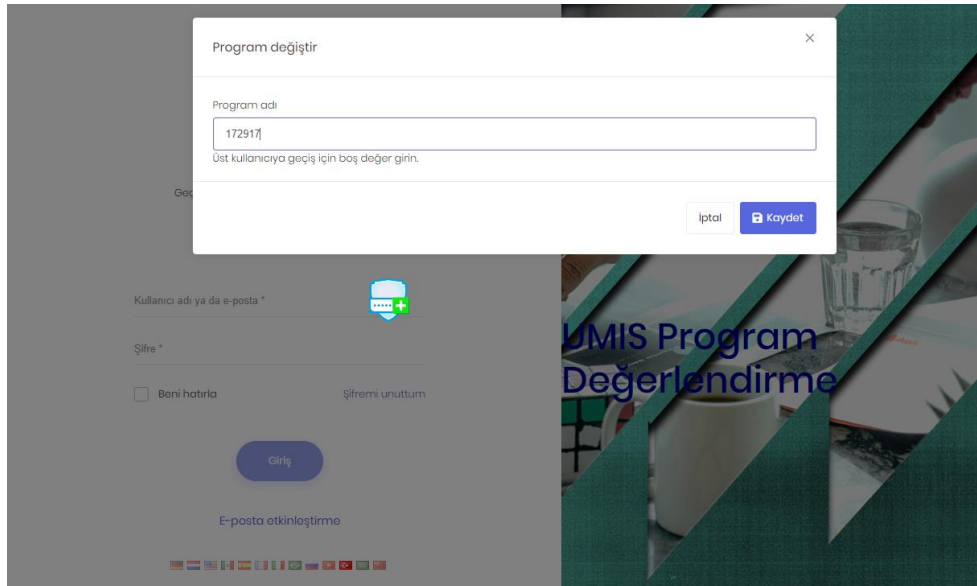 Program değiştir
Program adı
172917
Üst kullanıcıya geçiş için boş değer girin.
İptal
Kaydet
Kullanıcı adı ya da e-posta *
Şifre *
Beni hatırla
Şifremi unuttum
Giriş
E-posta etkinleştirme
UMIS Program
Değerlendirme